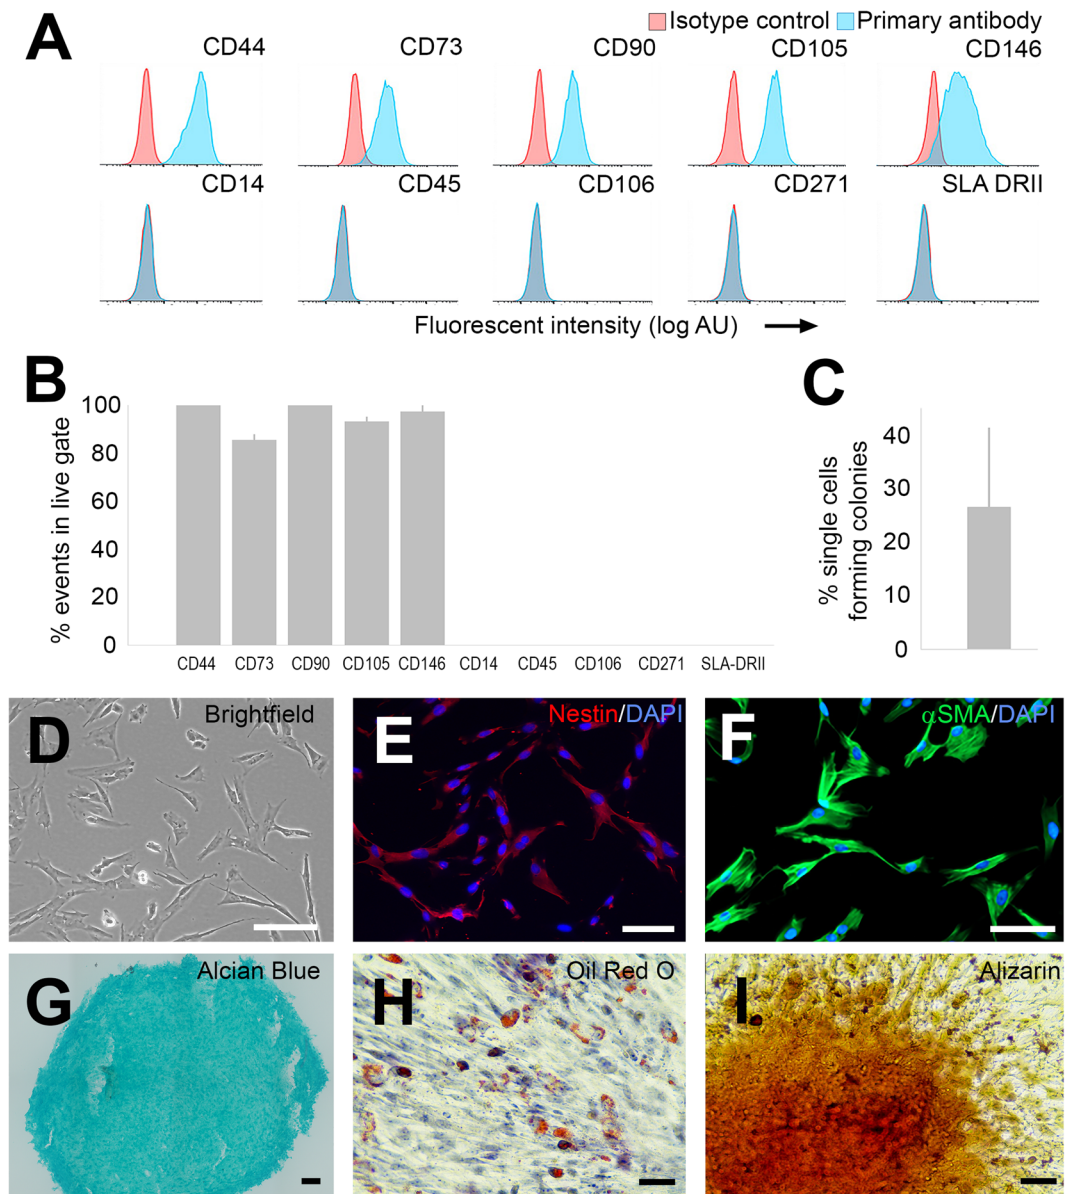 A
Isotype control Primary antibody
CD44 CD73 CD90 CD105 CD146
CD14 CD45 CD106 CD271 SLA DRII
Fluorescent intensity (log AU)
B
% events in live gate
100
80
60
40
20
0
CD44 CD73 CD90 CD105 CD146 CD14 CD45 CD106 CD271 SLA-DRII
C
% single cells
forming colonies
40
30
20
10
0
D
Brightfield
E
Nestin/DAPI
F
αSMA/DAPI
G
Alcian Blue
H
Oil Red O
I
Alizarin